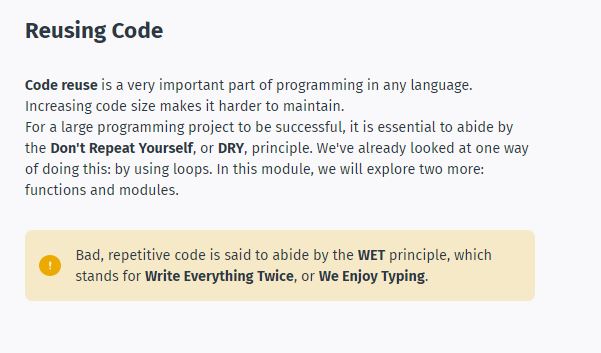 Reusing Code
Code reuse is a very important part of programming in any language.
Increasing code size makes it harder to maintain.
For a large programming project to be successful, it is essential to abide by
the Don't Repeat Yourself, or DRY, principle. We've already looked at one way
of doing this: by using loops. In this module, we will explore two more:
functions and modules.
Bad, repetitive code is said to abide by the WET principle, which
stands for Write Everything Twice, or We Enjoy Typing.